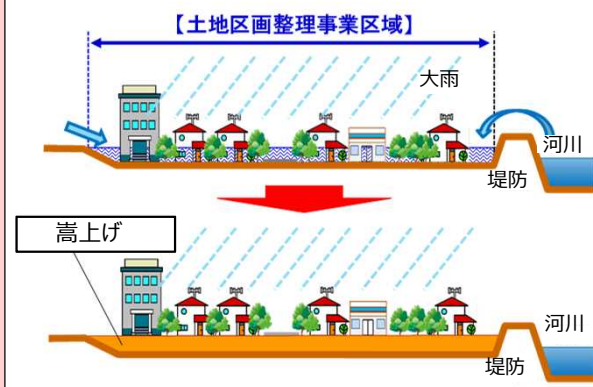 【土地区画整理事業区域】
大雨
河川
堤防
嵩上げ
河川
堤防